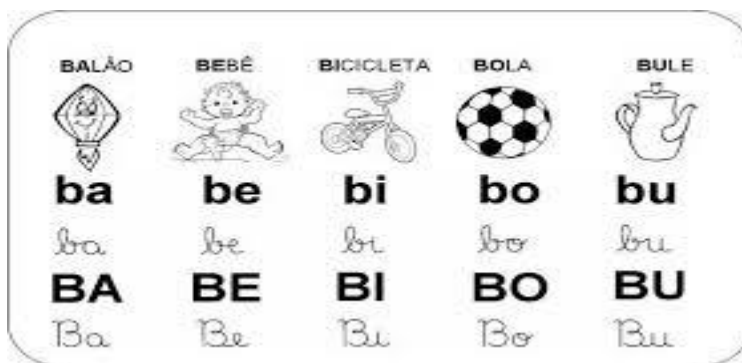 BALÃO BEBÊ BICICLETA BOLA BULE
ba be bi bo bu
ba be bi bo bu
BA BE BI BO BU
Ba Be Bi Bo Bu